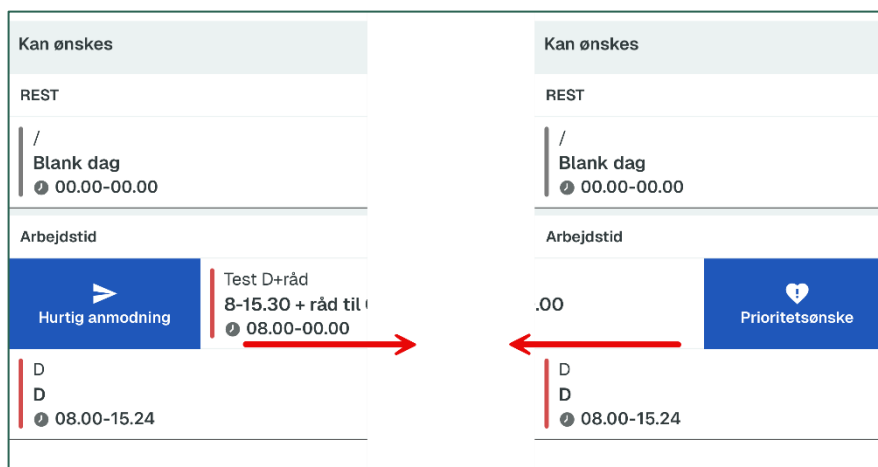 Kan ønskes
REST
/
Blank dag
00.00-00.00
Arbejdstid
Hurtig anmodning
Test D+råd
8-15.30 + råd til
08.00-00.00
D
D
08.00-15.24
Kan ønskes
REST
/
Blank dag
00.00-00.00
Arbejdstid
.00
Prioritetsønske
D
D
08.00-15.24